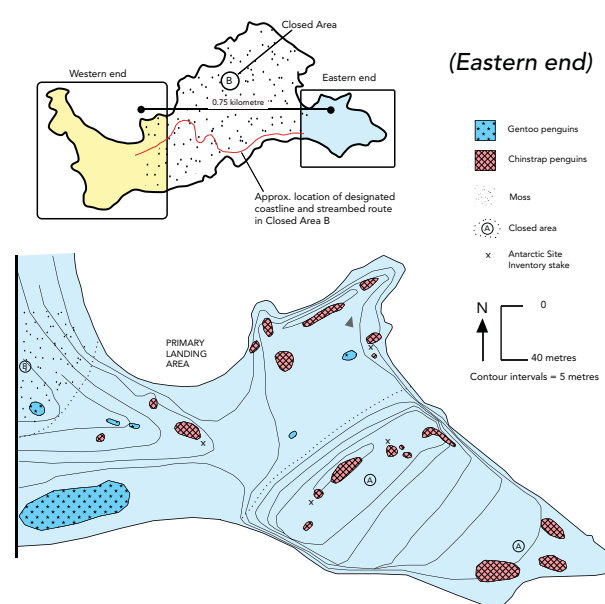 Closed Area
(Eastern end)
Western end
B
Eastern end
0.75 kilometre
Approx. location of designated
coastline and streambed route
in Closed Area B
Gentoo penguins
Chinstrap penguins
Moss
A
Closed area
x
Antarctic Site
Inventory stake
N
0
40 metres
Contour intervals = 5 metres
PRIMARY
LANDING
AREA
B
x
x
x
x
A
A